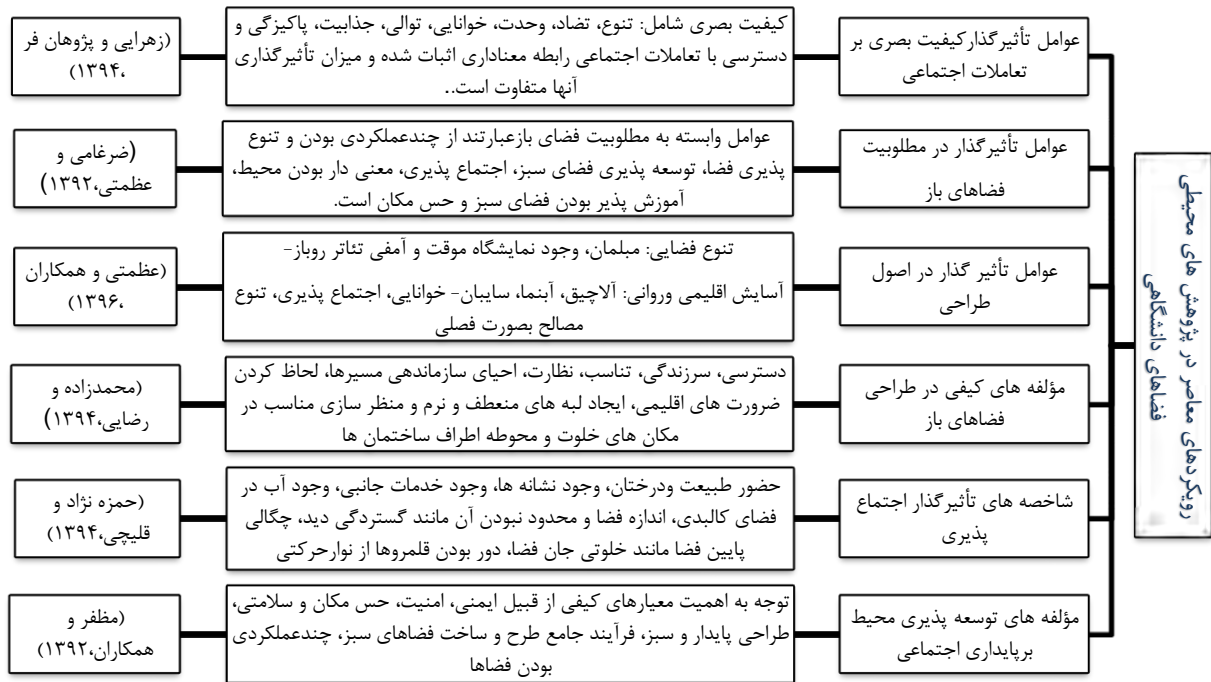 رویکردهای معاصر در پژوهش های محیطی
فضاهای دانشگاهی
عوامل تأثیرگذارکیفیت بصری بر
تعاملات اجتماعی
کیفیت بصری شامل: تنوع، تضاد، وحدت، خوانایی، توالی، جذابیت، پاکیزگی و
دسترسی با تعاملات اجتماعی رابطه معناداری اثبات شده و میزان تأثیرگذاری
آنها متفاوت است..
(زهرایی و پژوهان فر
،۱۳۹۴)
عوامل تأثیرگذار در مطلوبیت
فضاهای باز
عوامل وابسته به مطلوبیت فضای بازعبارتند از چندعملکردی بودن و تنوع
پذیری فضا، توسعه پذیری فضای سبز، اجتماع پذیری، معنی دار بودن محیط،
آموزش پذیر بودن فضای سبز و حس مکان است.
(ضرغامی و
عظمتی،۱۳۹۲)
عوامل تأثیر گذار در اصول
طراحی
تنوع فضایی: مبلمان، وجود نمایشگاه موقت و آمفی تئاتر روباز-
آسایش اقلیمی وروانی: آلاچیق، آبنما، سایبان- خوانایی، اجتماع پذیری، تنوع
مصالح بصورت فصلی
(عظمتی و همکاران
،۱۳۹۶)
مؤلفه های کیفی در طراحی
فضاهای باز
دسترسی، سرزندگی، تناسب، نظارت، احیای سازماندهی مسیرها، لحاظ کردن
ضرورت های اقلیمی، ایجاد لبه های منعطف و نرم و منظر سازی مناسب در
مکان های خلوت و محوطه اطراف ساختمان ها
(محمدزاده و
رضایی،۱۳۹۴)
شاخصه های تأثیرگذار اجتماع
پذیری
حضور طبیعت ودرختان، وجود نشانه ها، وجود خدمات جانبی، وجود آب در
فضای کالبدی، اندازه فضا و محدود نبودن آن مانند گستردگی دید، چگالی
پایین فضا مانند خلوتی جان فضا، دور بودن قلمروها از نوارحرکتی
(حمزه نژاد و
قلیچی،۱۳۹۴)
مؤلفه های توسعه پذیری محیط
برپایداری اجتماعی
توجه به اهمیت معیارهای کیفی از قبیل ایمنی، امنیت، حس مکان و سلامتی،
طراحی پایدار و سبز، فرآیند جامع طرح و ساخت فضاهای سبز، چندعملکردی
بودن فضاها
(مظفر و
همکاران،۱۳۹۲)